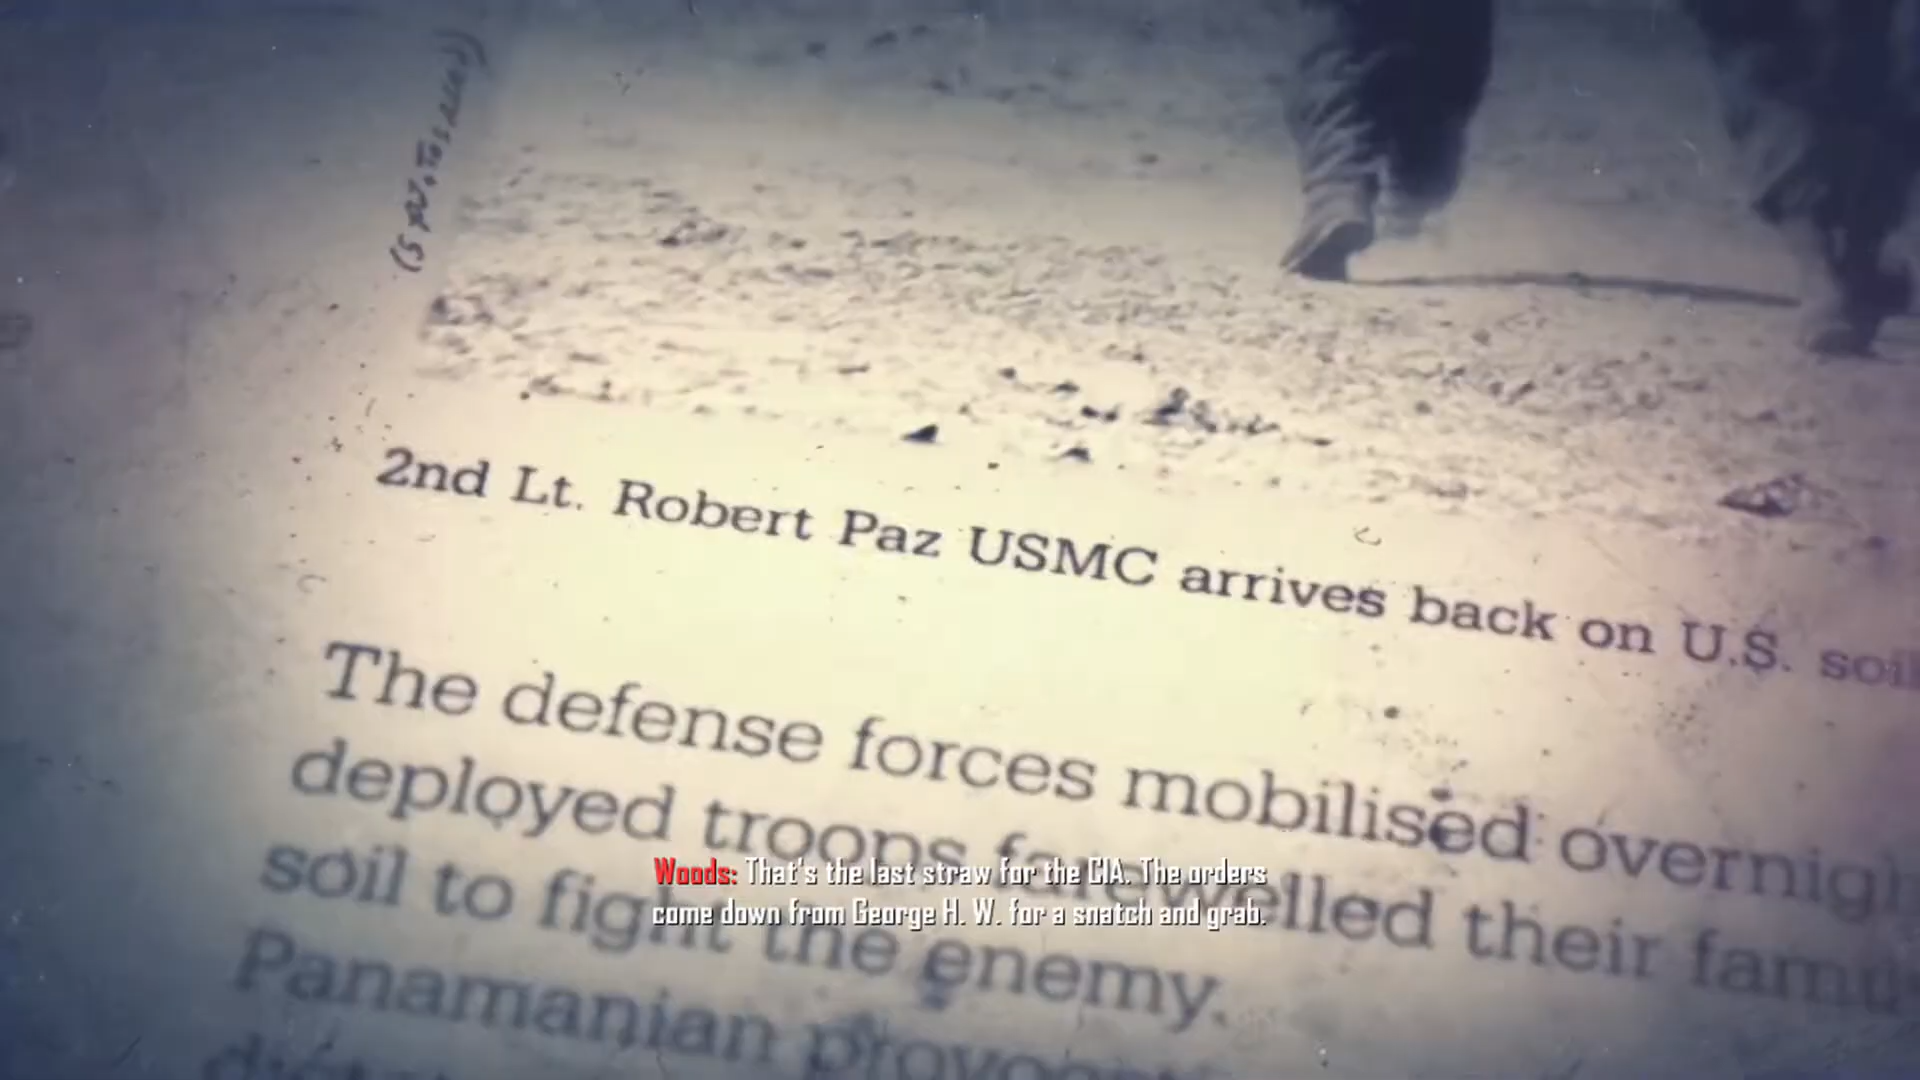 2nd Lt. Robert Paz USMC arrives back on U.S. soil
The defense forces mobilised
deployed troops farewelled their
soil to fight the enemy.
Panamanian
Woods: That's the last straw for the CIA. The orders
come down from George H. W. for a snatch and grab.